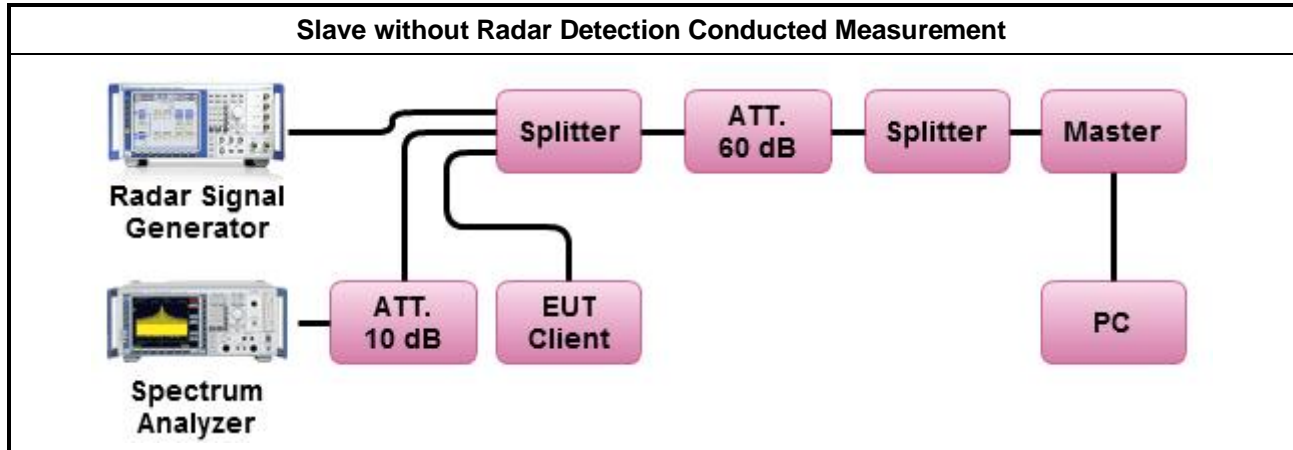 Slave without Radar Detection Conducted Measurement
Radar Signal
Generator
Splitter
ATT.
60 dB
Splitter
Master
Spectrum
Analyzer
ATT.
10 dB
EUT
Client
PC